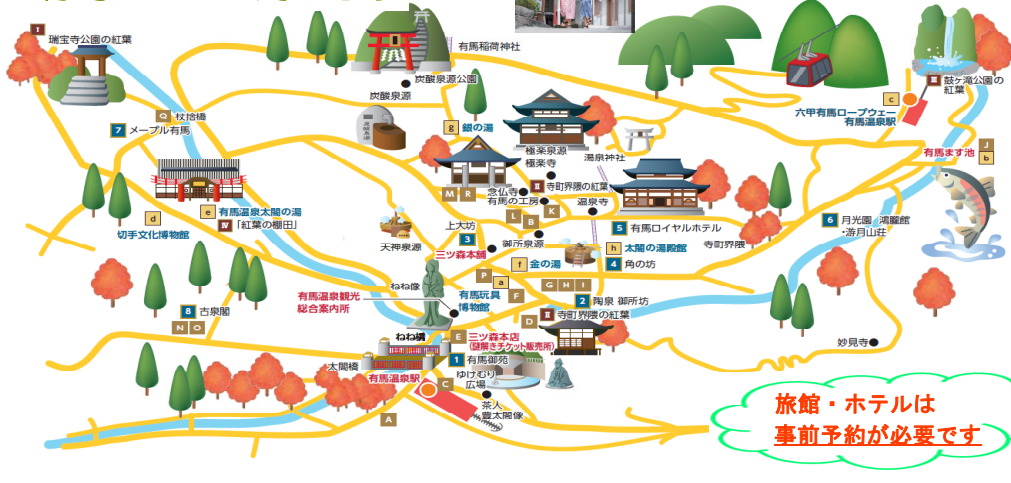 I
瑞宝寺公園の紅葉
有馬稲荷神社
炭酸泉源公園
炭酸泉源
Q 杖捨橋
7 メープル有馬
g 銀の湯
極楽泉源
極楽寺
湯泉神社
六甲有馬ロープウェー
有馬温泉駅
c
III 鼓ヶ滝公園の
紅葉
有馬ます池
J
b
M R
念仏寺
II 寺町界隈の紅葉
有馬の工房
温泉寺
L B K
e 有馬温泉太閤の湯
IV 「紅葉の棚田」
d
切手文化博物館
天神泉源
上大坊
3
三ツ森本舗
御所泉源
5 有馬ロイヤルホテル
h 太閤の湯殿館
寺町界隈
6 月光園 鴻朧館
・游月山荘
f 金の湯
4 角の坊
ねね像
P a
有馬玩具
博物館
F
G H I
有馬温泉観光
総合案内所
2 陶泉 御所坊
II 寺町界隈の紅葉
D
8 古泉閣
N O
ねね橋
E 三ツ森本店
(謎解きチケット販売所)
太閤橋
1 有馬御苑
有馬温泉駅
ゆけむり
広場
C
茶人
豊太閤像
A
妙見寺
旅館・ホテルは
事前予約が必要です